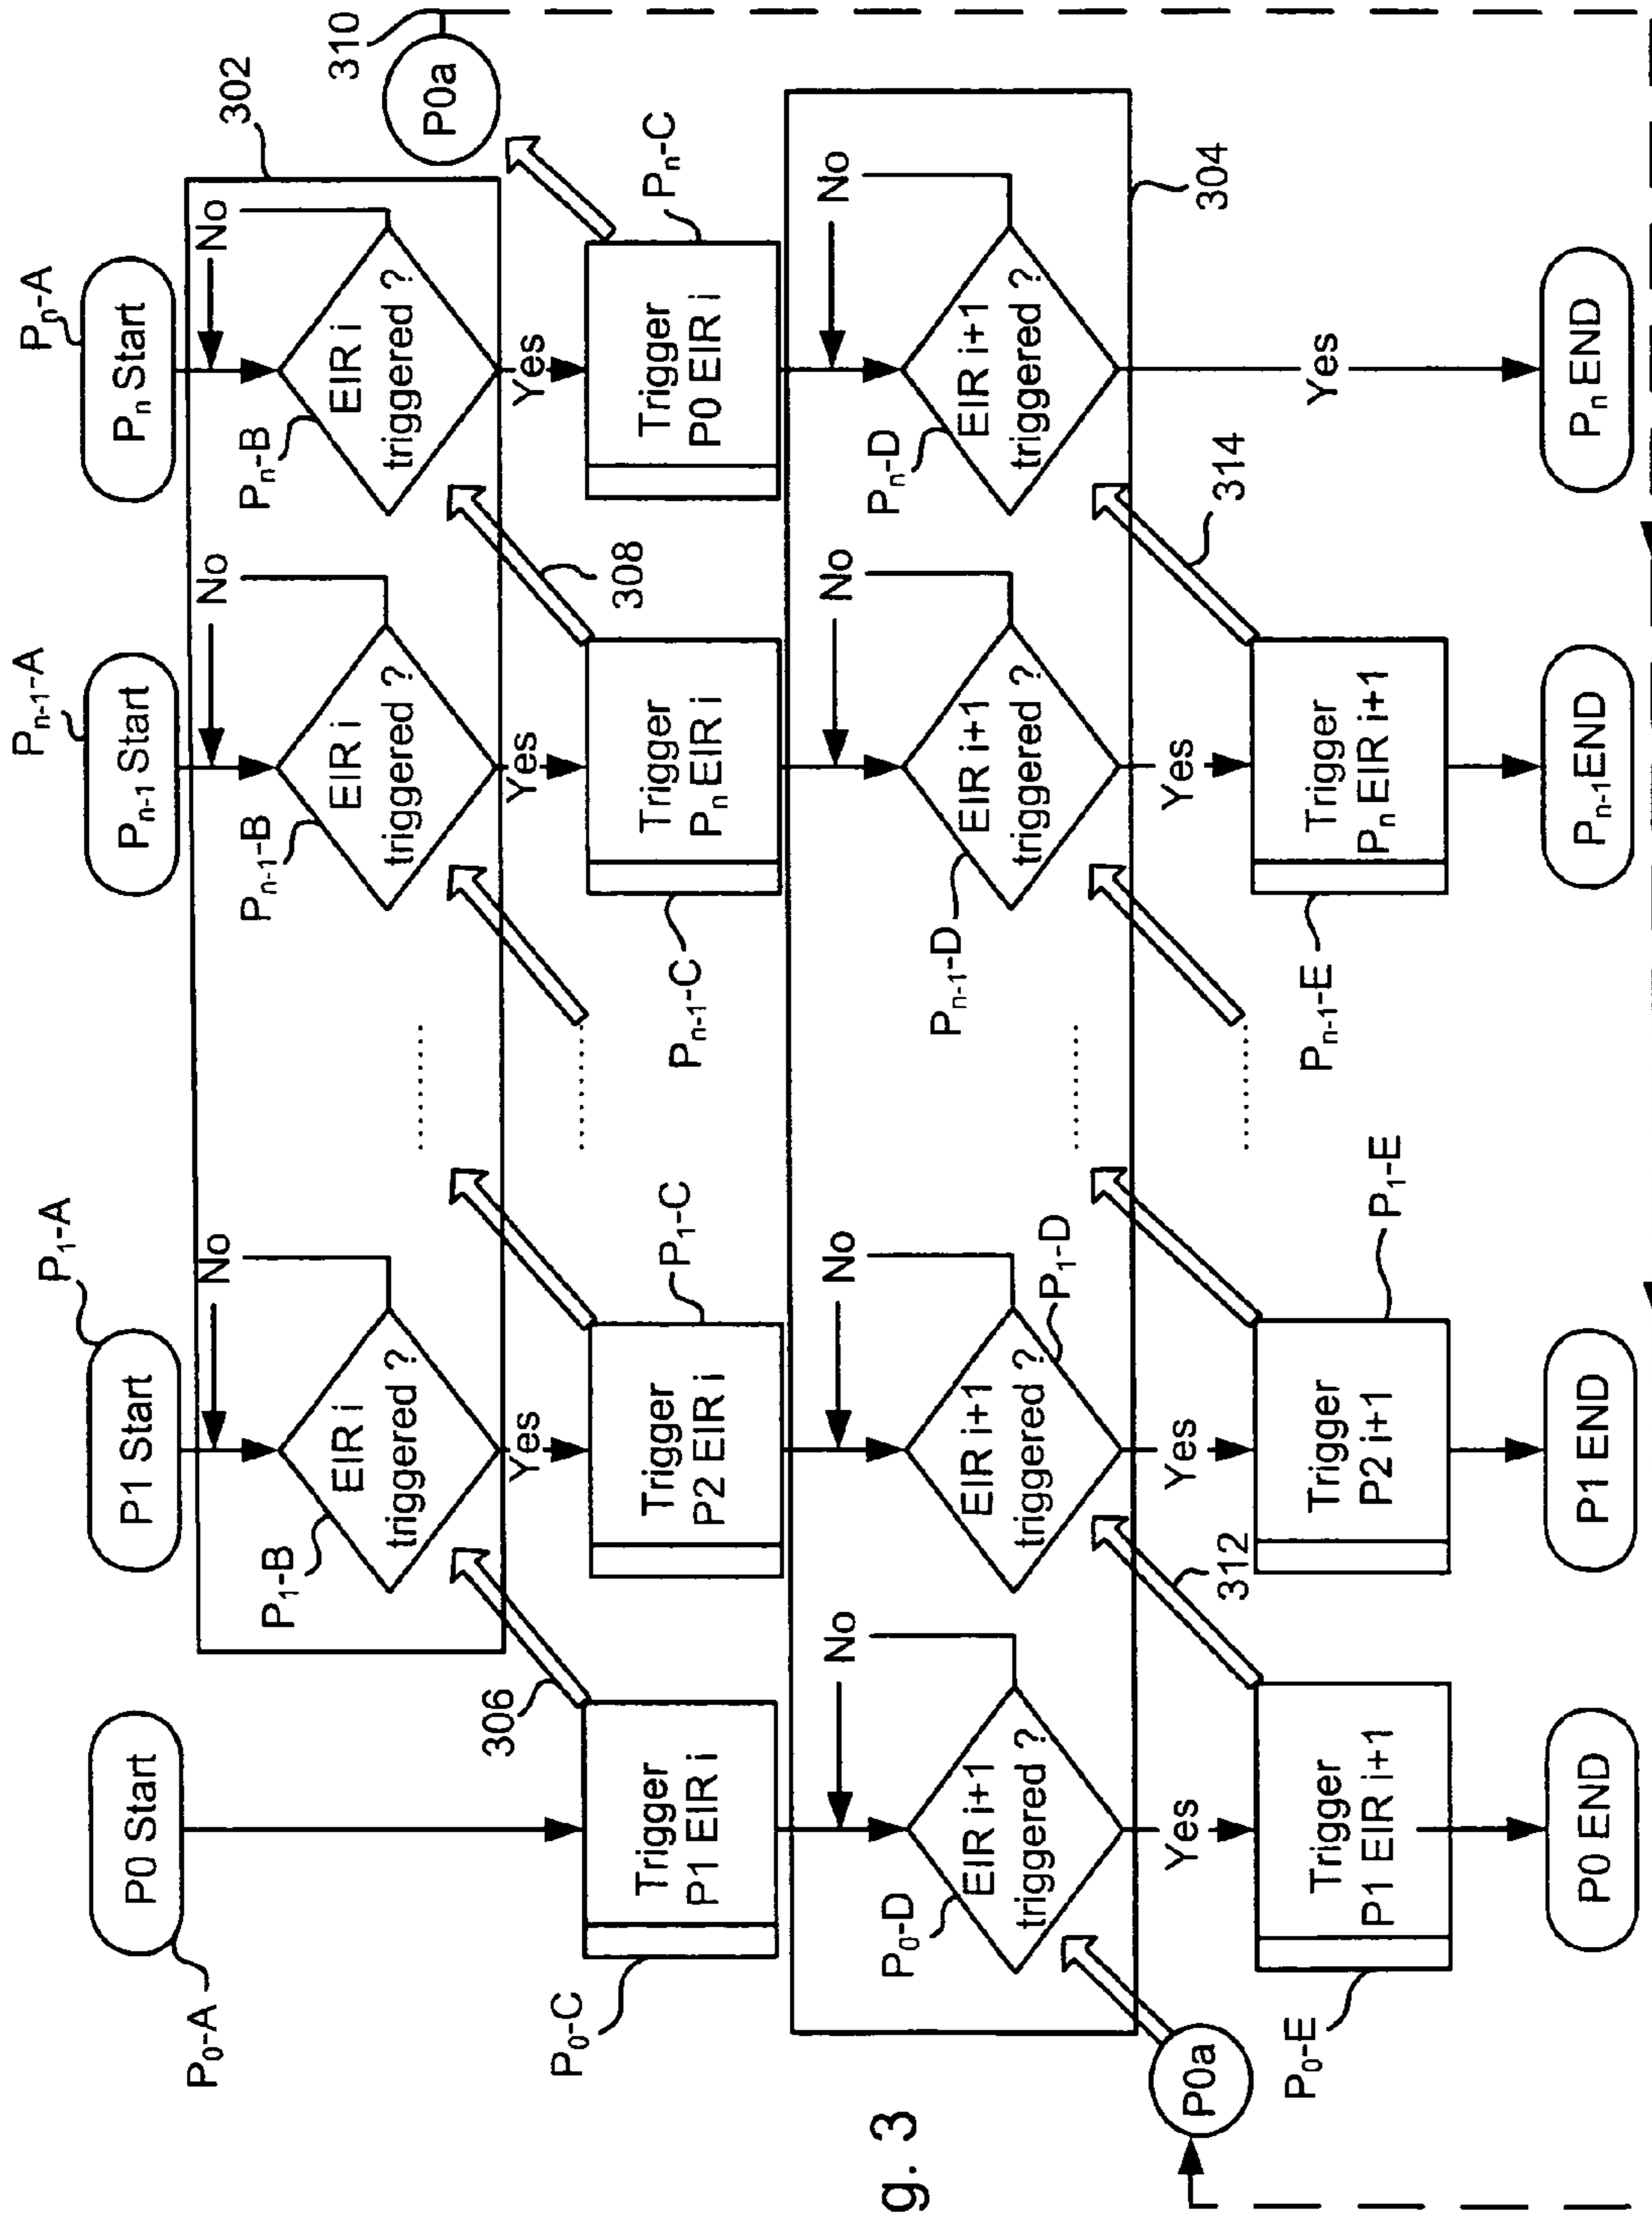 P0-A
P0 Start
P1-A
P1 Start
Pn-1-A
Pn-1 Start
Pn-A
Pn Start
302
310
P0a
No
P1-B
EIR i
triggered ?
Yes
No
Pn-1-B
EIR i
triggered ?
Yes
No
Pn-B
EIR i
triggered ?
Yes
306
308
P0-C
Trigger
P1 EIR i
P1-C
Trigger
P2 EIR i
Pn-1-C
Trigger
Pn EIR i
Pn-C
Trigger
P0 EIR i
304
No
P0-D
EIR i+1
triggered ?
Yes
No
P1-D
EIR i+1
triggered ?
Yes
No
Pn-1-D
EIR i+1
triggered ?
Yes
No
Pn-D
EIR i+1
triggered ?
Yes
P0a
312
314
P0-E
Trigger
P1 EIR i+1
P1-E
Trigger
P2 i+1
Pn-1-E
Trigger
Pn EIR i+1
P0 END
P1 END
Pn-1 END
Pn END
g. 3